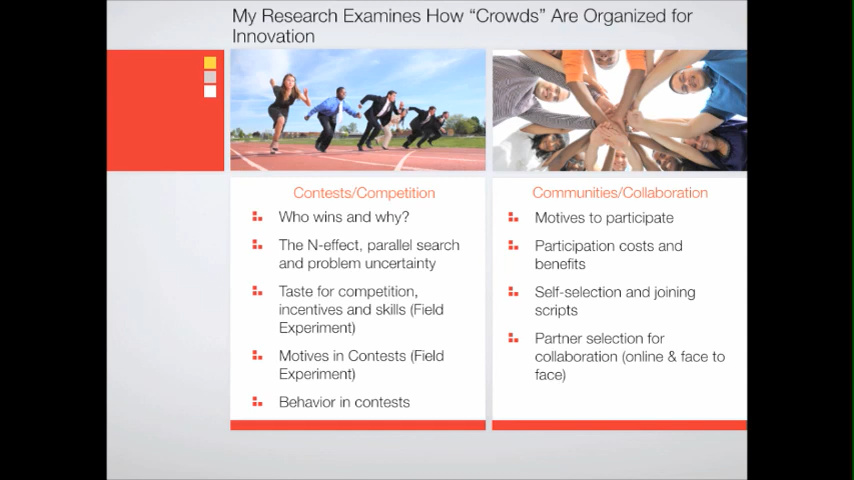 My Research Examines How “Crowds” Are Organized for
Innovation
Contests/Competition
Who wins and why?
The N-effect, parallel search
and problem uncertainty
Taste for competition,
incentives and skills (Field
Experiment)
Motives in Contests (Field
Experiment)
Behavior in contests
Communities/Collaboration
Motives to participate
Participation costs and
benefits
Self-selection and joining
scripts
Partner selection for
collaboration (online & face to
face)